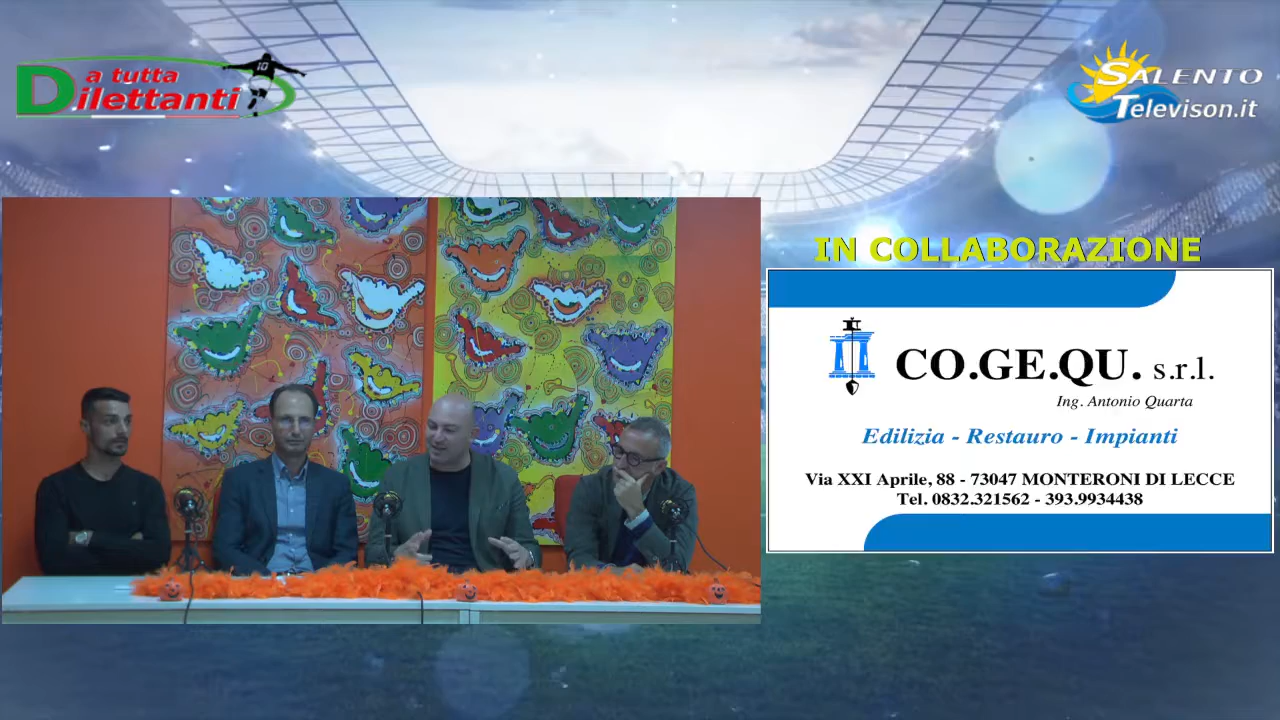 a tutta
Dilettanti
10
SALENTO
Televison.it
IN COLLABORAZIONE
CO.GE.QU. s.r.l.
Ing. Antonio Quarta
Edilizia - Restauro - Impianti
Via XXI Aprile, 88 - 73047 MONTERONI DI LECCE
Tel. 0832.321562 - 393.9934438